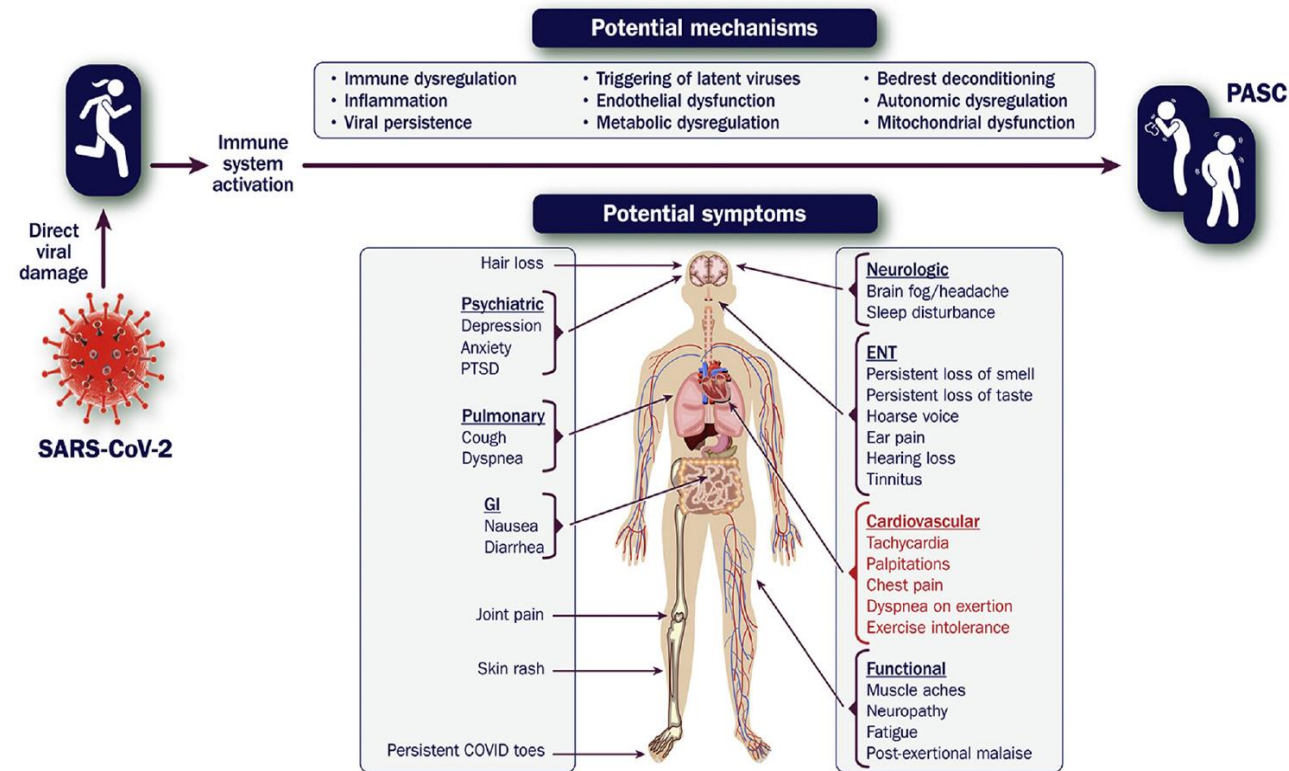 Potential mechanisms
• Immune dysregulation
• Inflammation
• Viral persistence
• Triggering of latent viruses
• Endothelial dysfunction
• Metabolic dysregulation
• Bedrest deconditioning
• Autonomic dysregulation
• Mitochondrial dysfunction
PASC
Immune
system
activation
Direct
viral
damage
SARS-CoV-2
Potential symptoms
Hair loss
Psychiatric
Depression
Anxiety
PTSD
Pulmonary
Cough
Dyspnea
GI
Nausea
Diarrhea
Joint pain
Skin rash
Persistent COVID toes
Neurologic
Brain fog/headache
Sleep disturbance
ENT
Persistent loss of smell
Persistent loss of taste
Hoarse voice
Ear pain
Hearing loss
Tinnitus
Cardiovascular
Tachycardia
Palpitations
Chest pain
Dyspnea on exertion
Exercise intolerance
Functional
Muscle aches
Neuropathy
Fatigue
Post-exertional malaise